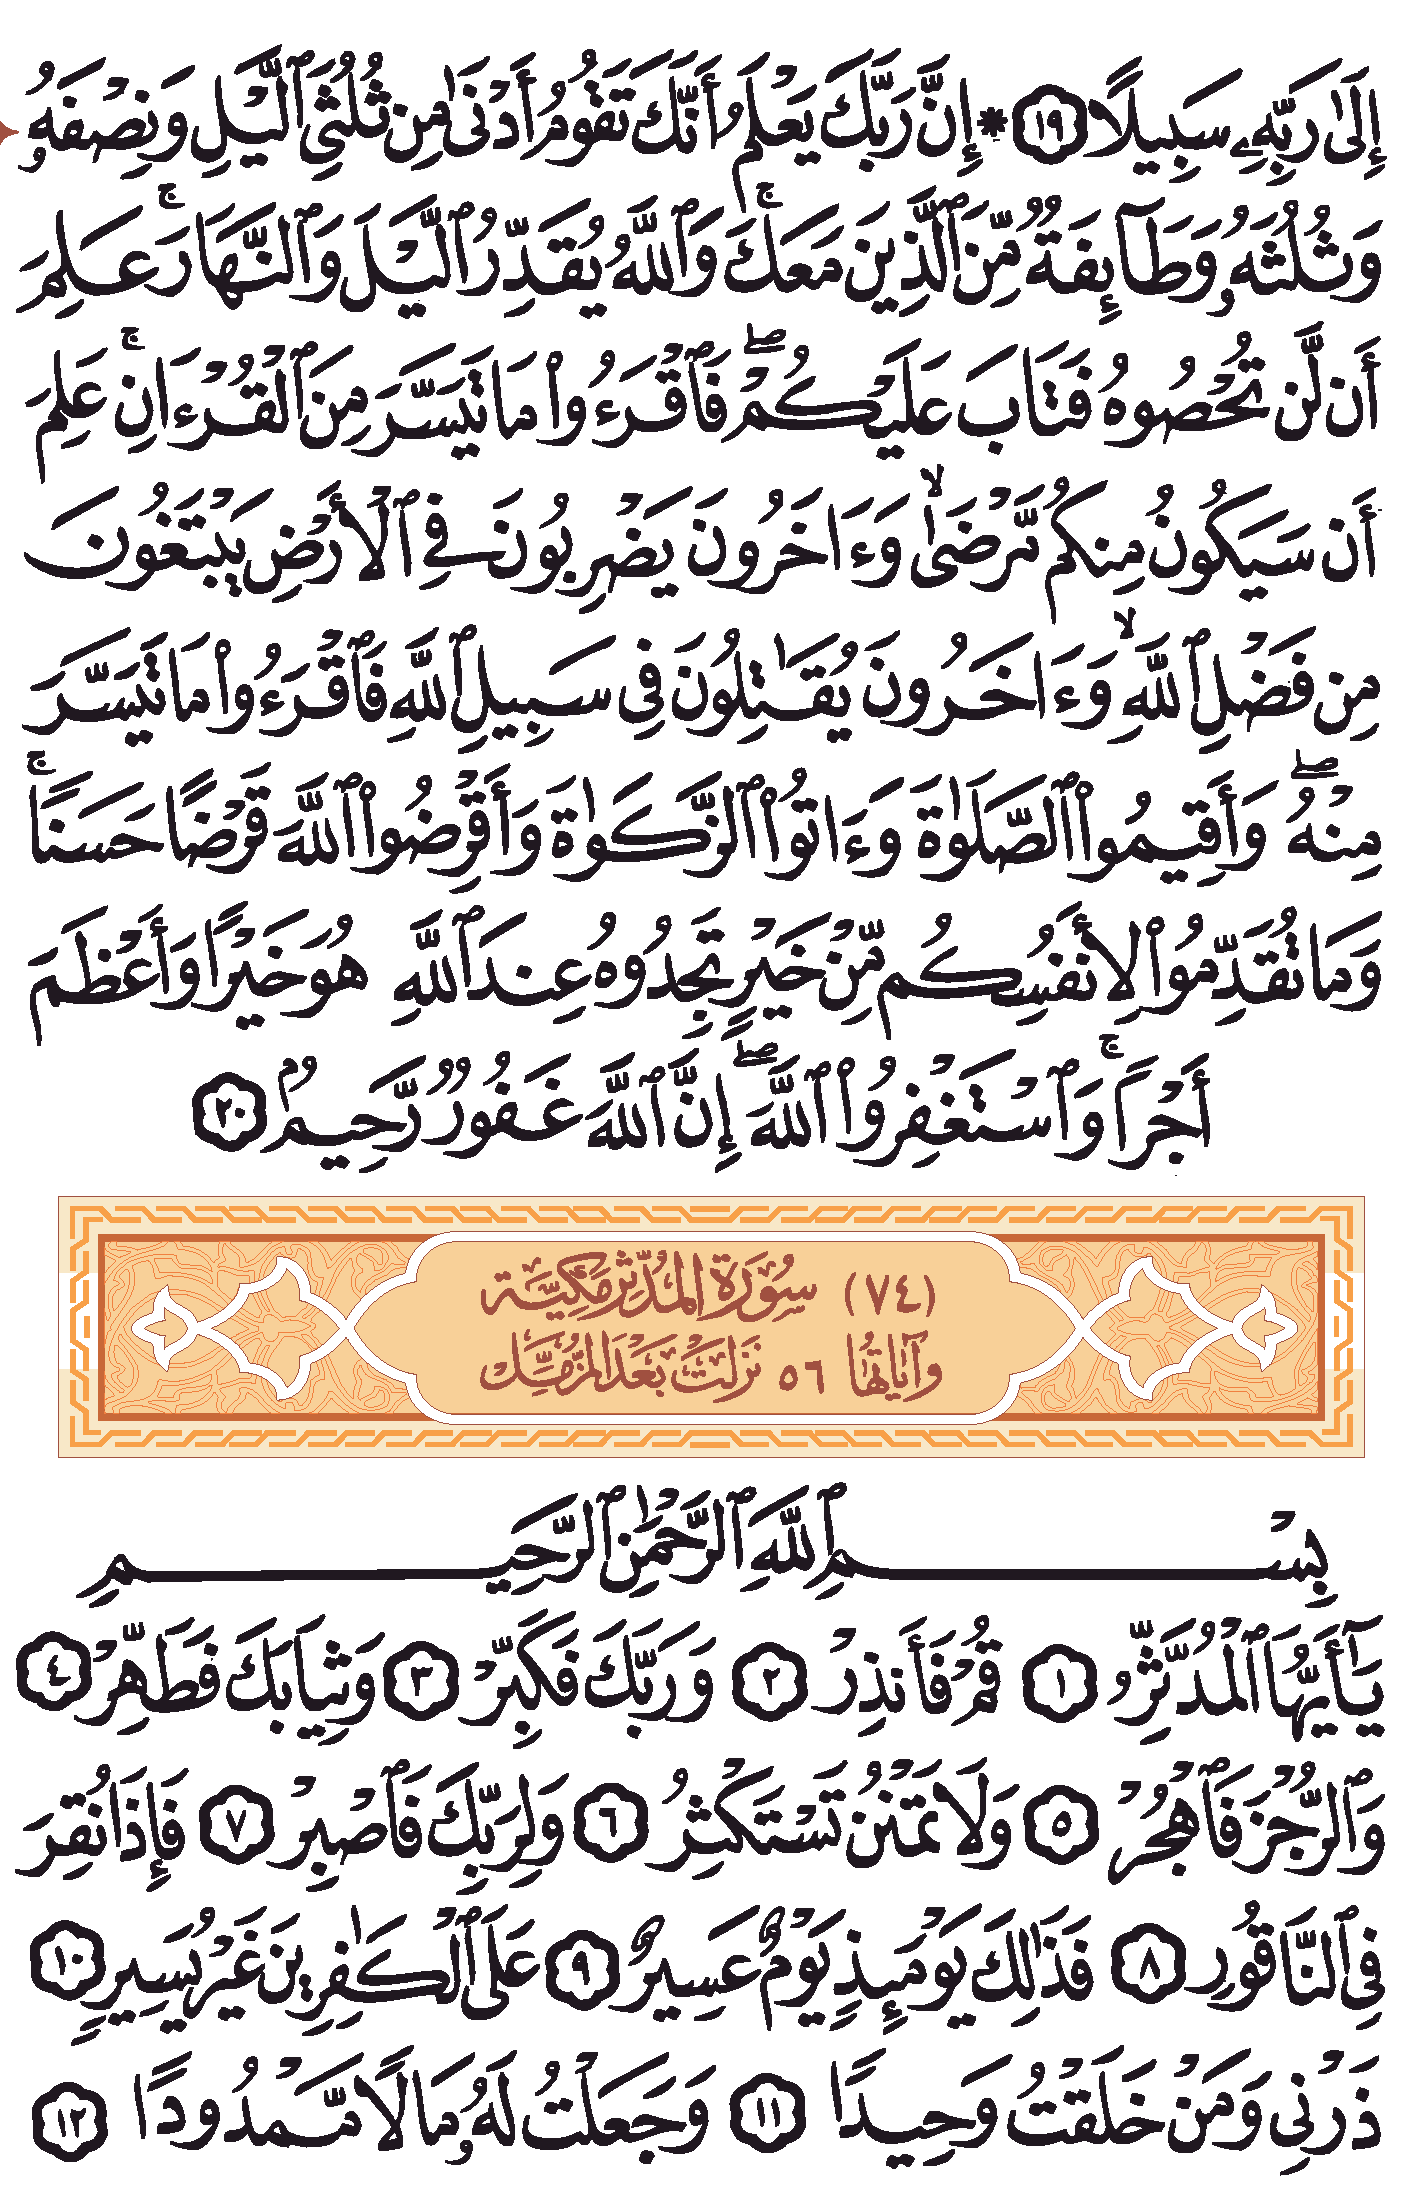 إِلَىٰ رَبِّهِۦ سَبِيلًا ١٩ ۞ إِنَّ رَبَّكَ يَعْلَمُ أَنَّكَ تَقُومُ أَدْنَىٰ مِن ثُلُثَيِ ٱلَّيْلِ وَنِصْفَهُۥ
وَثُلُثَهُۥ وَطَآئِفَةٌ مِّنَ ٱلَّذِينَ مَعَكَۚ وَٱللَّهُ يُقَدِّرُ ٱلَّيْلَ وَٱلنَّهَارَۚ عَلِمَ
أَن لَّن تُحْصُوهُ فَتَابَ عَلَيْكُمْۖ فَٱقْرَءُوا۟ مَا تَيَسَّرَ مِنَ ٱلْقُرْءَانِۚ عَلِمَ
أَن سَيَكُونُ مِنكُم مَّرْضَىٰۙ وَءَاخَرُونَ يَضْرِبُونَ فِي ٱلْأَرْضِ يَبْتَغُونَ
مِن فَضْلِ ٱللَّهِۙ وَءَاخَرُونَ يُقَٰتِلُونَ فِي سَبِيلِ ٱللَّهِ فَٱقْرَءُوا۟ مَا تَيَسَّرَ
مِنْهُۖ وَأَقِيمُوا۟ ٱلصَّلَوٰةَ وَءَاتُوا۟ ٱلزَّكَوٰةَ وَأَقْرِضُوا۟ ٱللَّهَ قَرْضًا حَسَنًاۚ
وَمَا تُقَدِّمُوا۟ لِأَنفُسِكُم مِّنْ خَيْرٍ تَجِدُوهُ عِندَ ٱللَّهِ هُوَ خَيْرًا وَأَعْظَمَ
أَجْرًاۚ وَٱسْتَغْفِرُوا۟ ٱللَّهَۖ إِنَّ ٱللَّهَ غَفُورٌ رَّحِيمٌۢ ٢٠
(٧٤) سُورَةُ المُدَّثِّرِ مَكِّيَّة
وآيَاتهَا ٥٦ نَزَلَتْ بَعْدَ المُزَّمِّل
بِسْمِ ٱللَّهِ ٱلرَّحْمَٰنِ ٱلرَّحِيمِ
يَٰٓأَيُّهَا ٱلْمُدَّثِّرُ ١ قُمْ فَأَنذِرْ ٢ وَرَبَّكَ فَكَبِّرْ ٣ وَثِيَابَكَ فَطَهِّرْ ٤
وَٱلرُّجْزَ فَٱهْجُرْ ٥ وَلَا تَمْنُن تَسْتَكْثِرُ ٦ وَلِرَبِّكَ فَٱصْبِرْ ٧ فَإِذَا نُقِرَ
فِي ٱلنَّاقُورِ ٨ فَذَٰلِكَ يَوْمَئِذٍ يَوْمٌ عَسِيرٌ ٩ عَلَى ٱلْكَٰفِرِينَ غَيْرُ يَسِيرٍ ١٠
ذَرْنِي وَمَنْ خَلَقْتُ وَحِيدًا ١١ وَجَعَلْتُ لَهُۥ مَالًا مَّمْدُودًا ١٢